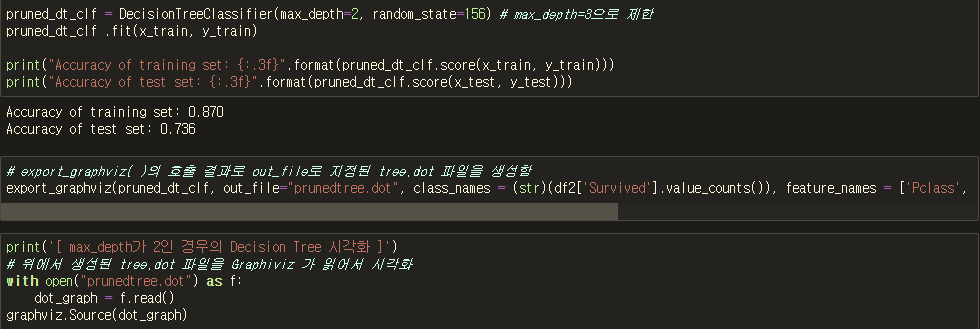 pruned_dt_clf = DecisionTreeClassifier(max_depth=2, random_state=156) # max_depth=3으로 제한
pruned_dt_clf .fit(x_train, y_train)
print("Accuracy of training set: {:.3f}".format(pruned_dt_clf.score(x_train, y_train)))
print("Accuracy of test set: {:.3f}".format(pruned_dt_clf.score(x_test, y_test)))
Accuracy of training set: 0.870
Accuracy of test set: 0.736
# export_graphviz( )의 호출 결과로 out_file로 지정된 tree.dot 파일을 생성함
export_graphviz(pruned_dt_clf, out_file="prunedtree.dot", class_names = (str)(df2['Survived'].value_counts()), feature_names = ['Pclass',
print('[ max_depth가 2인 경우의 Decision Tree 시각화 ]')
# 위에서 생성된 tree.dot 파일을 Graphiviz 가 읽어서 시각화
with open("prunedtree.dot") as f:
    dot_graph = f.read()
graphviz.Source(dot_graph)